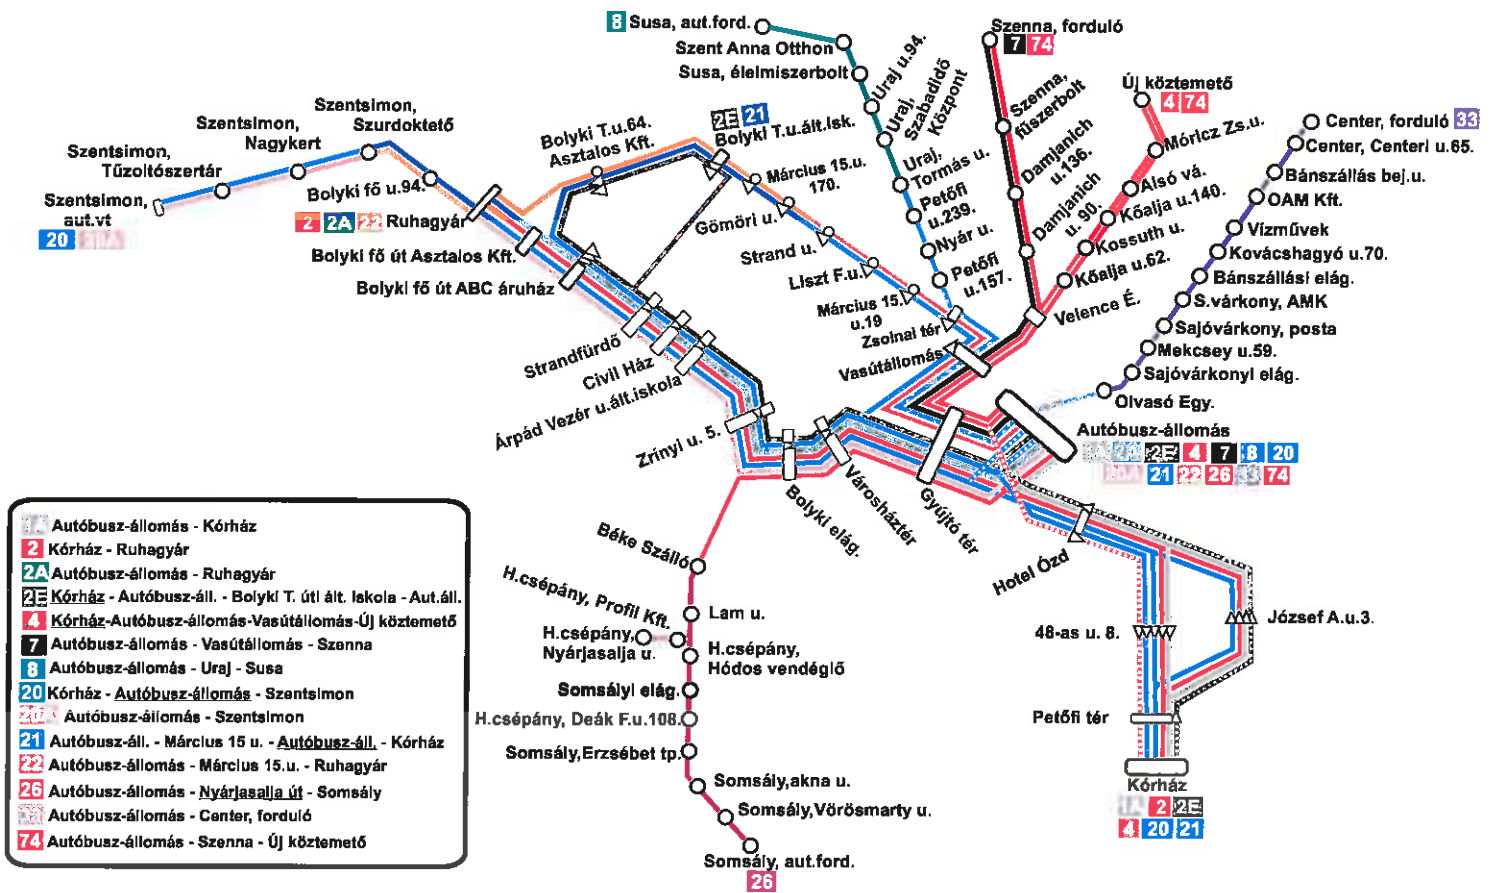 8 Susa, aut.ford.
Szent Anna Otthon
Susa, élelmiszerbolt
Uraj u.94.
Uraj,
Szabadidő
Központ
Uraj,
Tormás u.
Petőfi
u.239.
Nyár u.
Petőfi
u.157.
Zsolnai tér
Szenna, forduló
7 74
Szenna,
fűszerbolt
Damjanich
u.136.
Damjanich
u. 90.
Új köztemető
4 74
Móricz Zs.u.
Alsó vá.
Kőalja u.140.
Kossuth u.
Kőalja u.62.
Velence É.
Vasútállomás
Center, forduló 33
Center, Centeri u.65.
Bánszállás bej.u.
OAM Kft.
Vízművek
Kovácshagyó u.70.
Bánszállási elág.
S.várkony, AMK
Sajóvárkony, posta
Mekcsey u.59.
Sajóvárkonyi elág.
Olvasó Egy.
Autóbusz-állomás
1A 2A 2E 4 7 8 20
20A 21 22 26 33 74
Szentsimon,
Szurdoktető
Szentsimon,
Nagykert
Szentsimon,
Tűzoltószertár
Szentsimon,
aut.vt
20 20A
Bolyki fő u.94.
2 2A 22 Ruhagyár
Bolyki fő út Asztalos Kft.
Bolyki fő út ABC áruház
Bolyki T.u.64.
Asztalos Kft.
2E 21
Bolyki T.u.ált.Isk.
Március 15.u.
170.
Gömöri u.
Strand u.
Liszt F.u.
Március 15.
u.19
Strandfürdő
Civil Ház
Árpád Vezér u.ált.iskola
Zrínyi u. 5.
Bolyki elág.
Városháztér
Gyújtó tér
Hotel Ózd
48-as u. 8.
József A.u.3.
Petőfi tér
Kórház
1A 2 2E
4 20 21
Béke Szálló
H.csépány, Profil Kft.
Lam u.
H.csépány,
Nyárjasalja u.
H.csépány,
Hódos vendéglő
Somsályi elág.
H.csépány, Deák F.u.108.
Somsály,Erzsébet tp.
Somsály,akna u.
Somsály,Vörösmarty u.
Somsály, aut.ford.
26
1A Autóbusz-állomás - Kórház
2 Kórház - Ruhagyár
2A Autóbusz-állomás - Ruhagyár
2E Kórház - Autóbusz-áll. - Bolyki T. úti ált. Iskola - Aut.áll.
4 Kórház-Autóbusz-állomás-Vasútállomás-Új köztemető
7 Autóbusz-állomás - Vasútállomás - Szenna
8 Autóbusz-állomás - Uraj - Susa
20 Kórház - Autóbusz-állomás - Szentsimon
20A Autóbusz-állomás - Szentsimon
21 Autóbusz-áll. - Március 15 u. - Autóbusz-áll. - Kórház
22 Autóbusz-állomás - Március 15.u. - Ruhagyár
26 Autóbusz-állomás - Nyárjasalja út - Somsály
33 Autóbusz-állomás - Center, forduló
74 Autóbusz-állomás - Szenna - Új köztemető